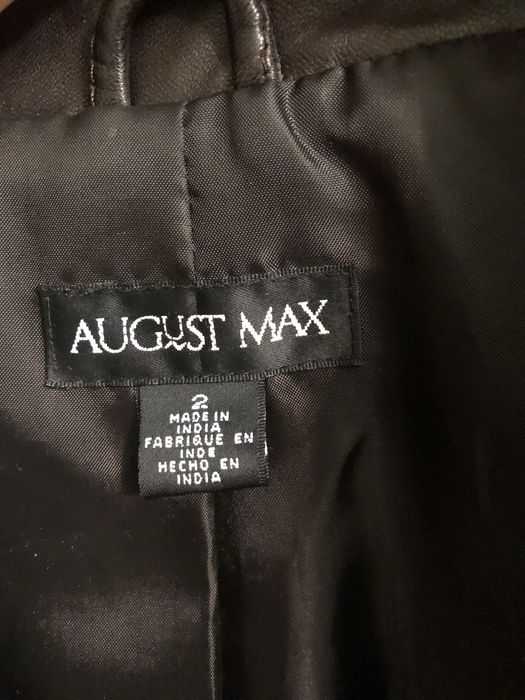 AUGUST MAX
2
MADE IN
INDIA
FABRIQUE EN
INDE
HECHO EN
INDIA